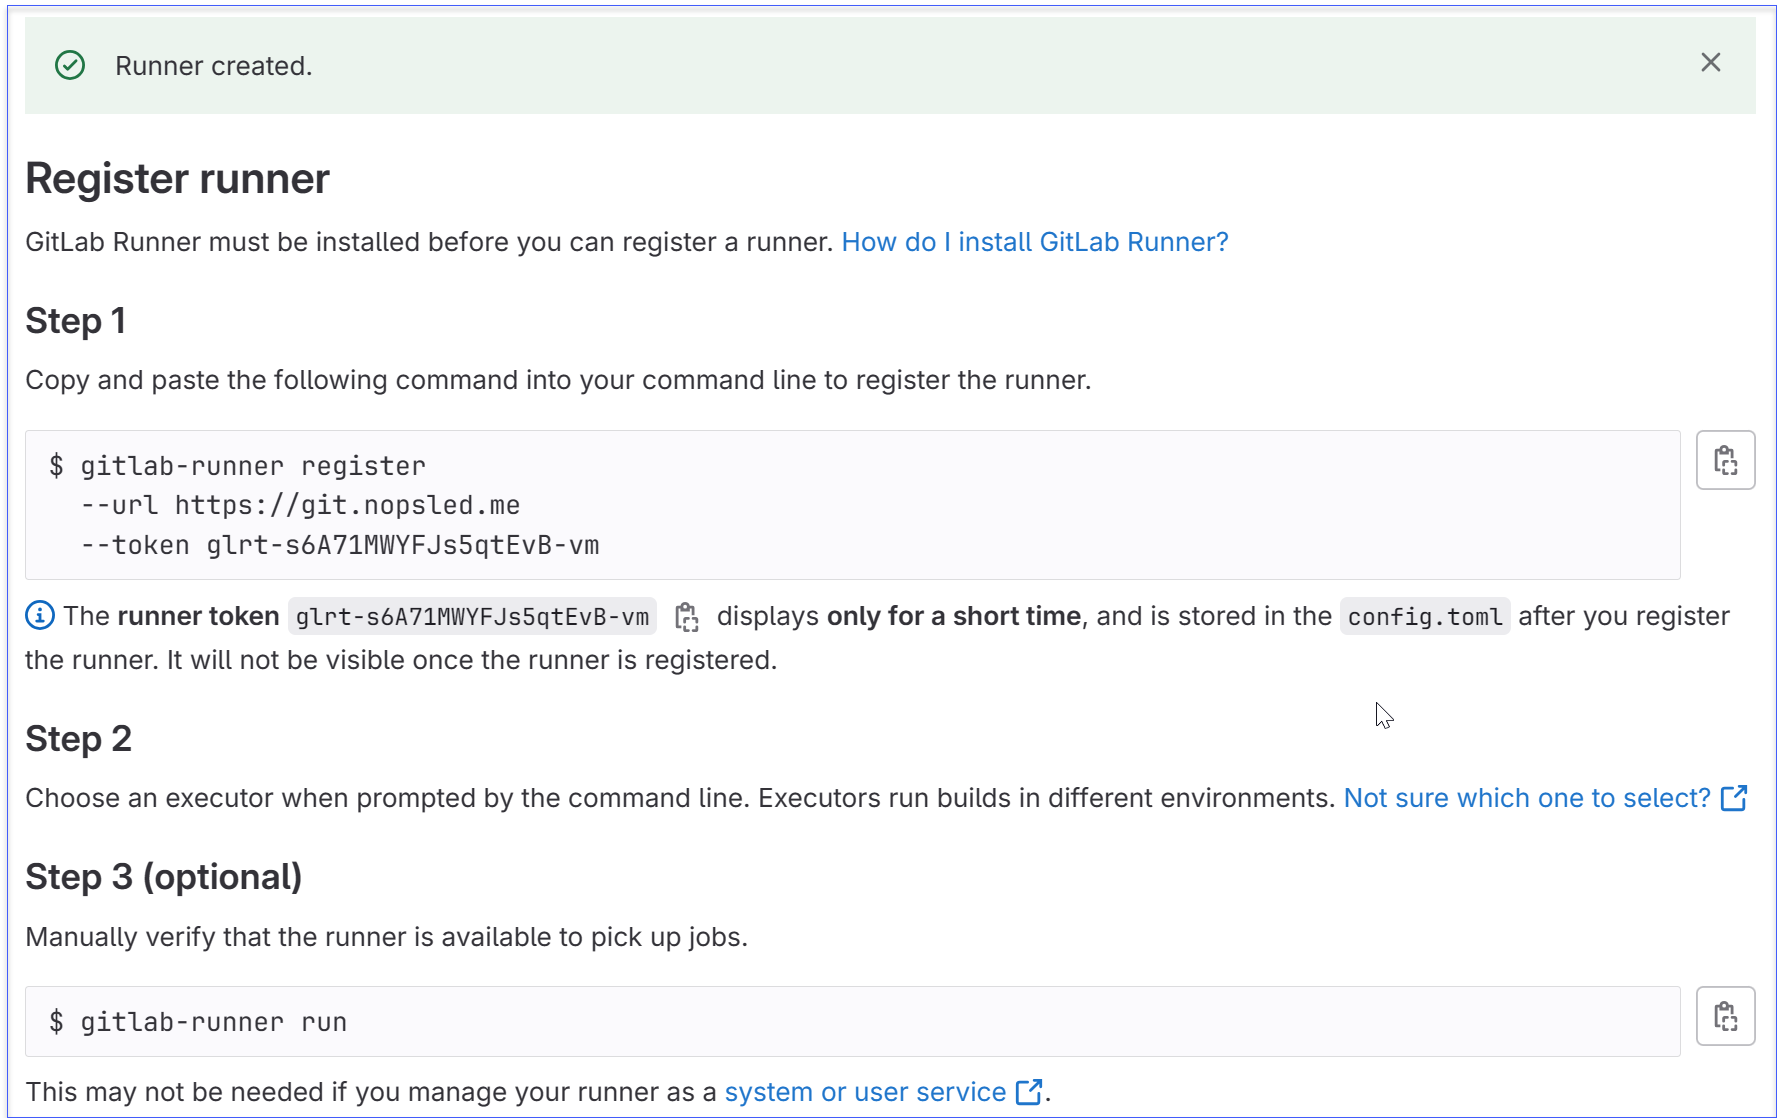 Runner created.
Register runner
GitLab Runner must be installed before you can register a runner. How do I install GitLab Runner?
Step 1
Copy and paste the following command into your command line to register the runner.
$ gitlab-runner register
--url https://git.nopsled.me
--token glrt-s6A71MWYFJs5qtEvB-vm
The runner token glrt-s6A71MWYFJs5qtEvB-vm displays only for a short time, and is stored in the config.toml after you register
the runner. It will not be visible once the runner is registered.
Step 2
Choose an executor when prompted by the command line. Executors run builds in different environments. Not sure which one to select?
Step 3 (optional)
Manually verify that the runner is available to pick up jobs.
$ gitlab-runner run
This may not be needed if you manage your runner as a system or user service.